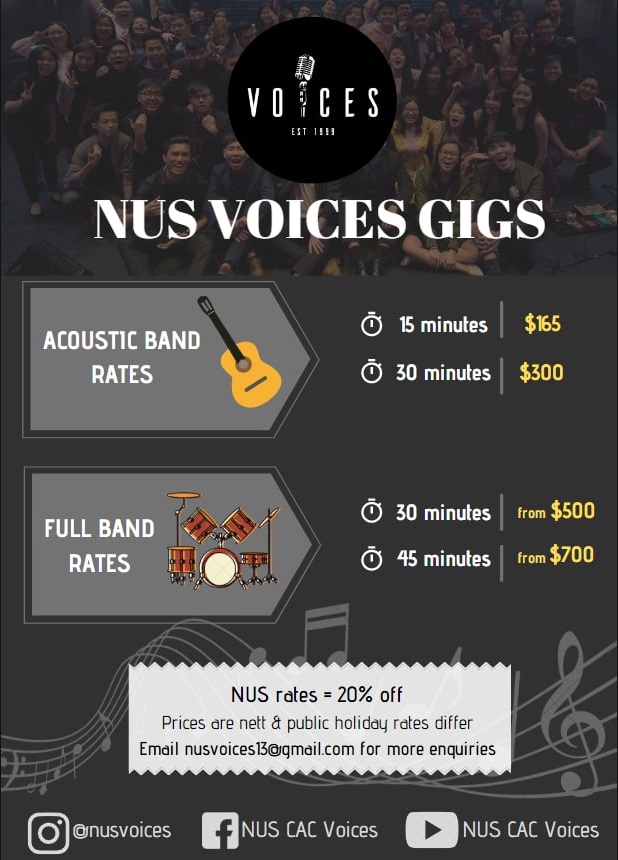 VOICES
EST 1999
NUS VOICES GIGS
ACOUSTIC BAND
RATES
15 minutes $165
30 minutes $300
FULL BAND
RATES
30 minutes from $500
45 minutes from $700
NUS rates = 20% off
Prices are nett & public holiday rates differ
Email nusvoices13@gmail.com for more enquiries
@nusvoices NUS CAC Voices NUS CAC Voices